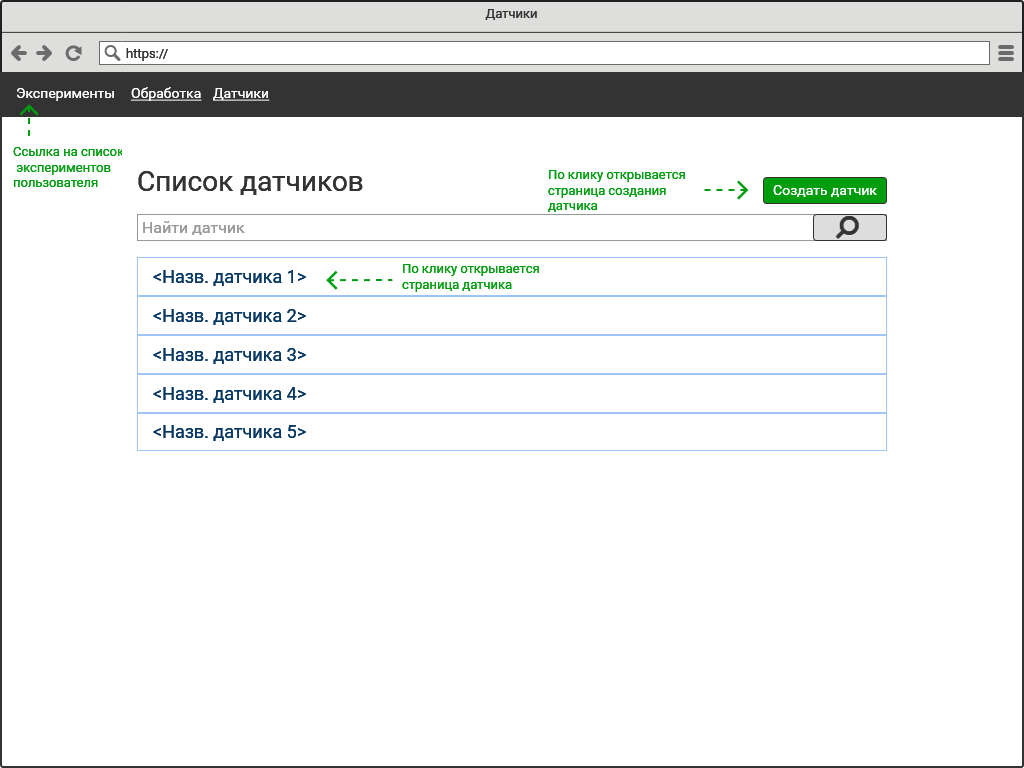 Датчики
https://
Эксперименты Обработка Датчики
Ссылка на список
экспериментов
пользователя
Список датчиков
По клику открывается
страница создания
датчика
Создать датчик
Найти датчик
<Назв. датчика 1>
По клику открывается
страница датчика
<Назв. датчика 2>
<Назв. датчика 3>
<Назв. датчика 4>
<Назв. датчика 5>